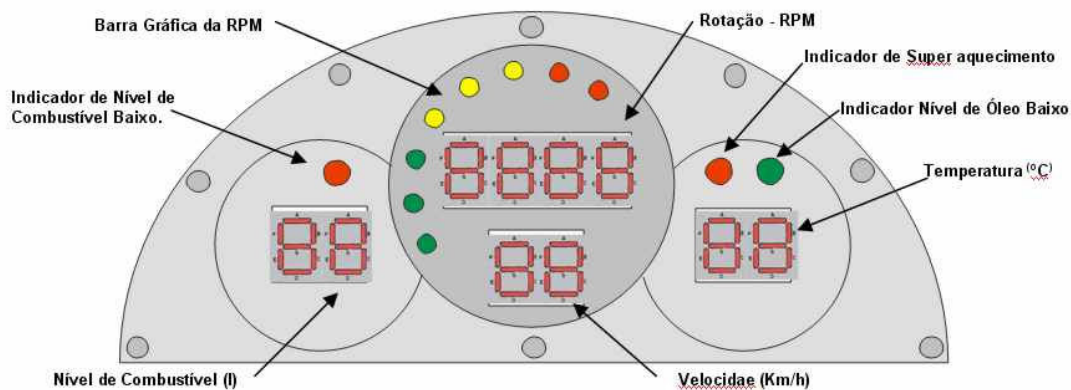 Barra Gráfica da RPM
Rotação - RPM
Indicador de Super aquecimento
Indicador de Nível de
Combustível Baixo.
Indicador Nível de Óleo Baixo
Temperatura (ºC)
Nível de Combustível (l)
Velocidae (Km/h)